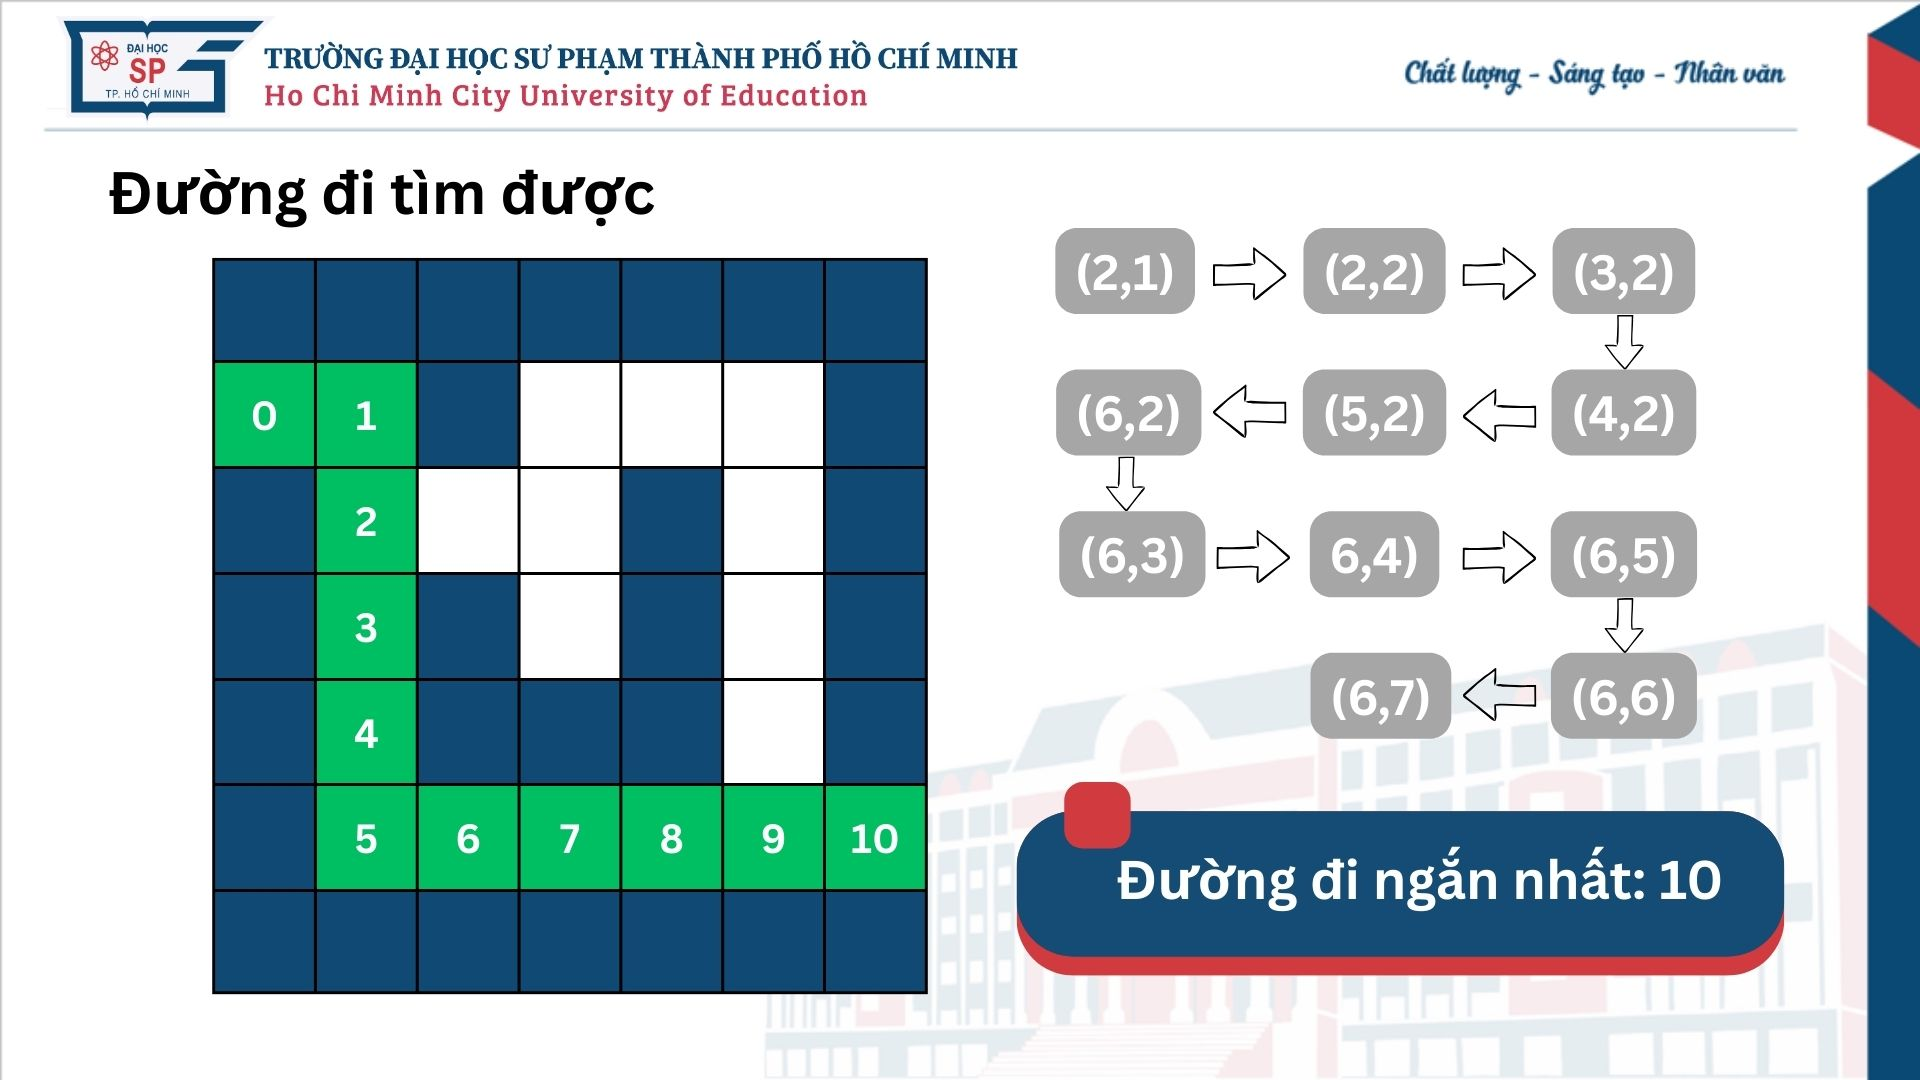 ĐẠI HỌC
SP
TP. HỒ CHÍ MINH
TRƯỜNG ĐẠI HỌC SƯ PHẠM THÀNH PHỐ HỒ CHÍ MINH
Ho Chi Minh City University of Education
Chất lượng - Sáng tạo - Nhân văn
Đường đi tìm được
0 1
2
3
4
5 6 7 8 9 10
(2,1) (2,2) (3,2)
(6,2) (5,2) (4,2)
(6,3) 6,4) (6,5)
(6,7) (6,6)
Đường đi ngắn nhất: 10